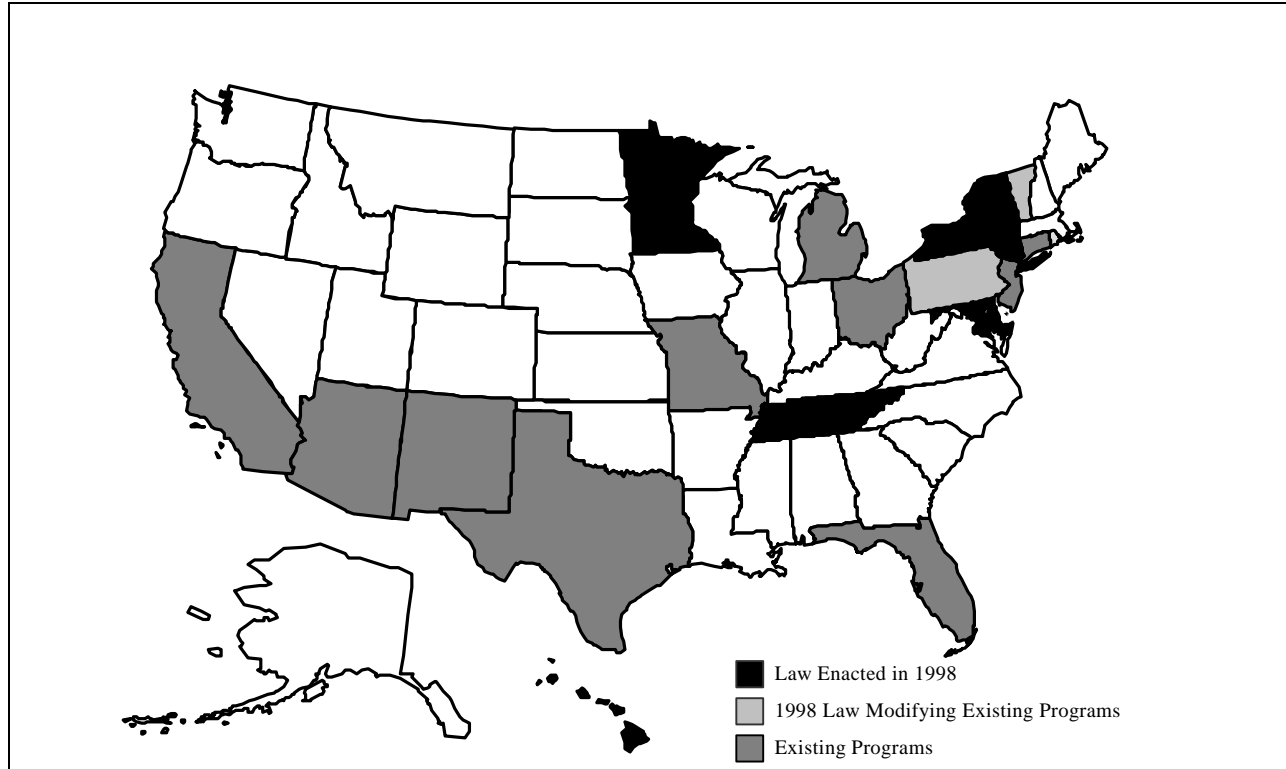 Law Enacted in 1998
1998 Law Modifying Existing Programs
Existing Programs